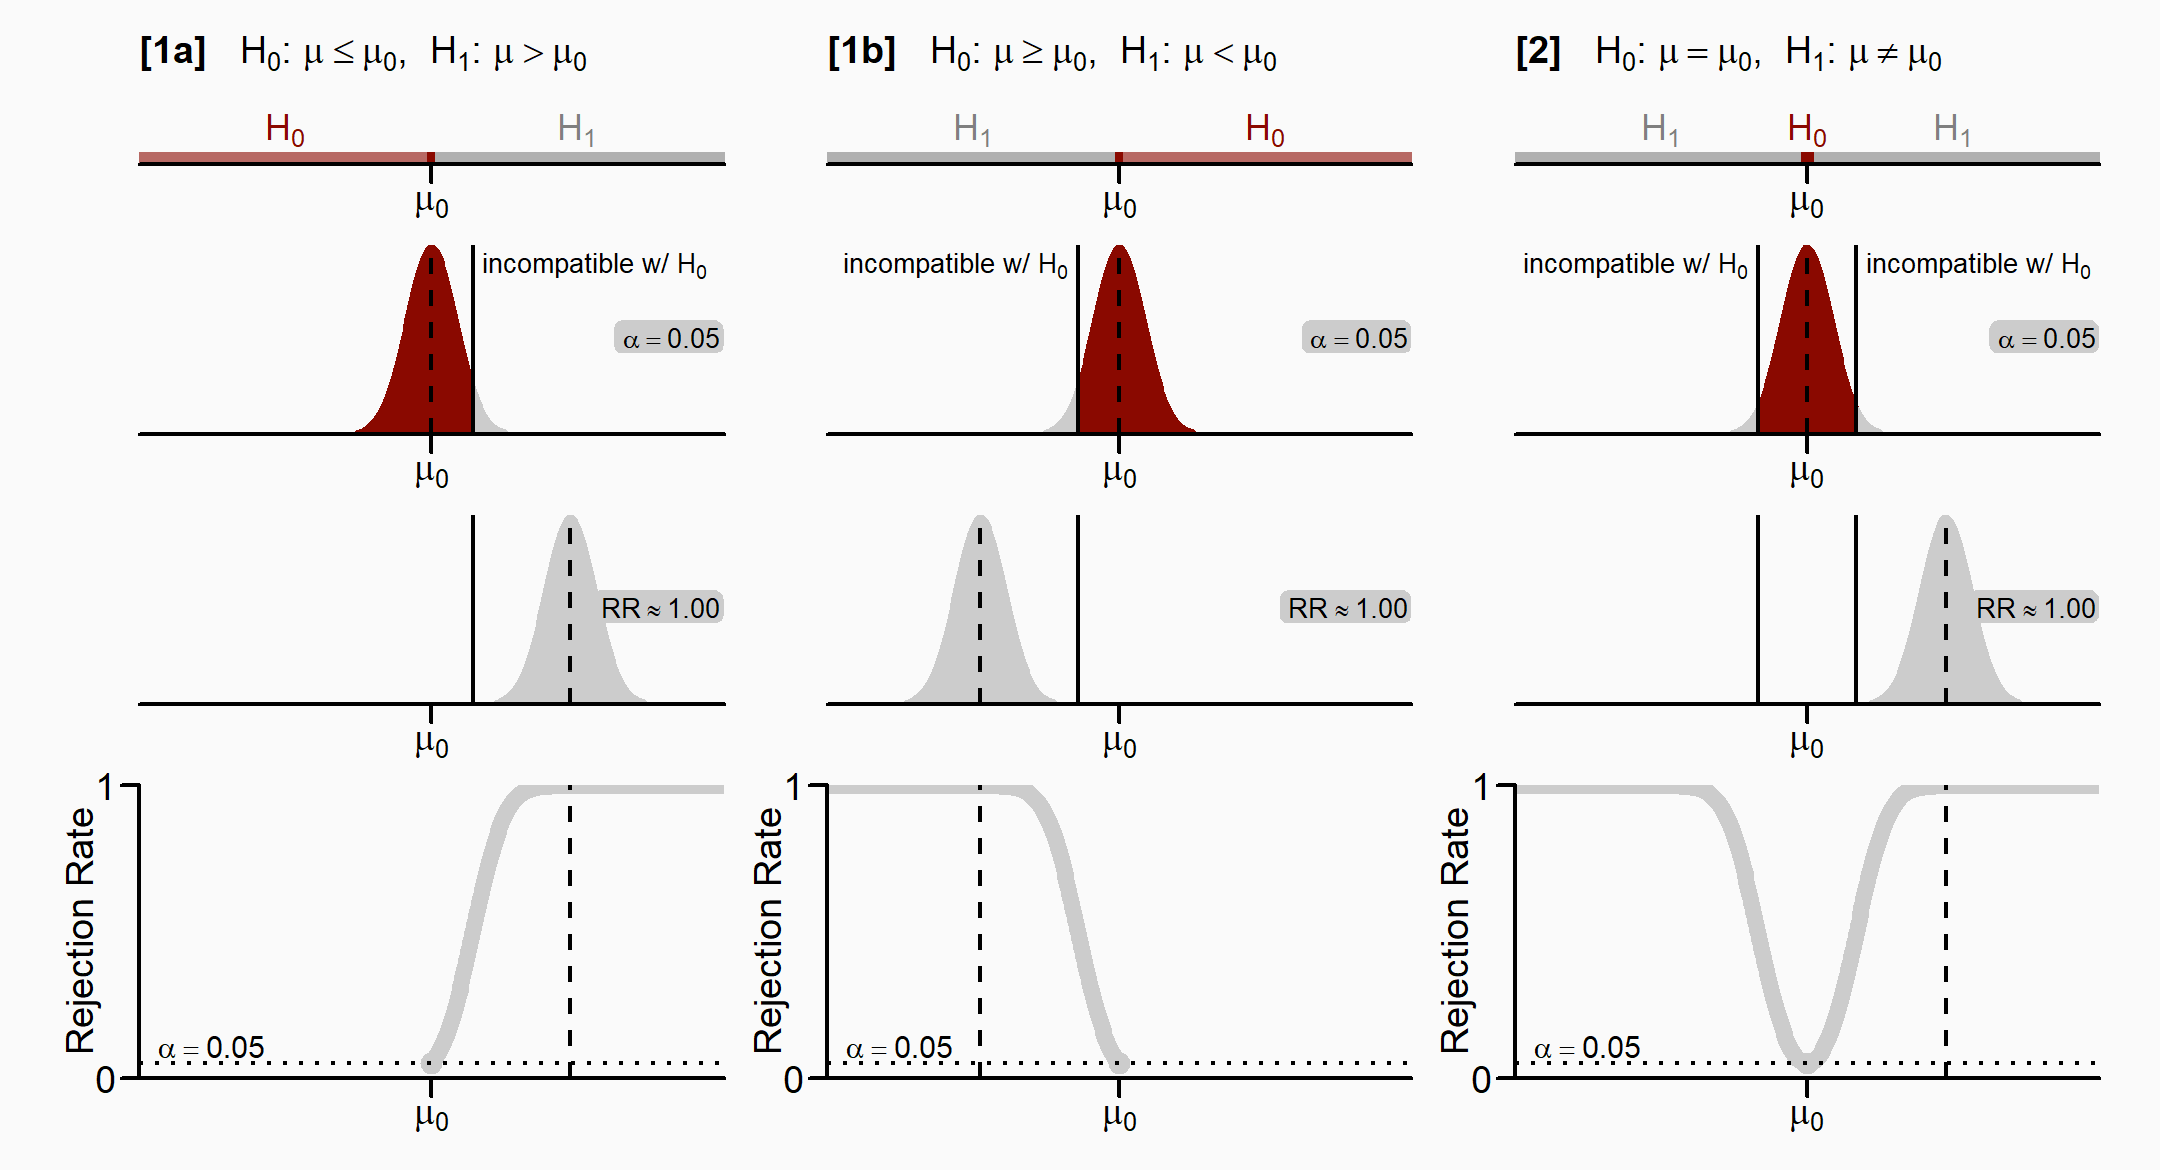 [1a] H₀: μ ≤ μ₀, H₁: μ > μ₀
H₀ H₁
μ₀
incompatible w/ H₀
α = 0.05
μ₀
RR ≈ 1.00
μ₀
Rejection Rate
1
α = 0.05
0
μ₀
[1b] H₀: μ ≥ μ₀, H₁: μ < μ₀
H₁ H₀
μ₀
incompatible w/ H₀
α = 0.05
μ₀
RR ≈ 1.00
μ₀
Rejection Rate
1
α = 0.05
0
μ₀
[2] H₀: μ = μ₀, H₁: μ ≠ μ₀
H₁ H₀ H₁
μ₀
incompatible w/ H₀ incompatible w/ H₀
α = 0.05
μ₀
RR ≈ 1.00
μ₀
Rejection Rate
1
α = 0.05
0
μ₀